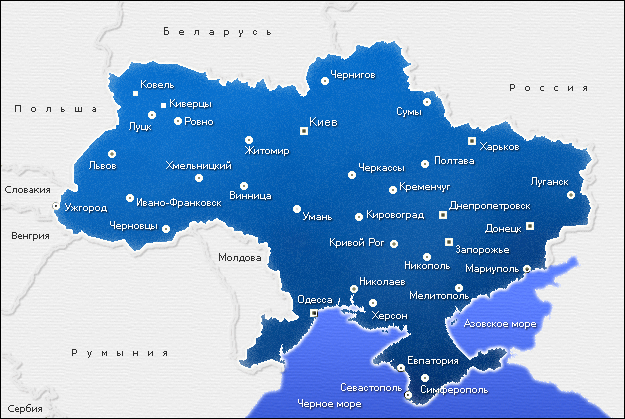 Беларусь
Россия
Польша
Ковель
Киверцы
Чернигов
Сумы
Луцк
Ровно
Киев
Житомир
Харьков
Львов
Хмельницкий
Черкассы
Полтава
Словакия
Ужгород
Ивано-Франковск
Винница
Кременчуг
Луганск
Умань
Кировоград
Днепропетровск
Венгрия
Черновцы
Кривой Рог
Запорожье
Донецк
Молдова
Никополь
Мариуполь
Николаев
Мелитополь
Одесса
Херсон
Азовское море
Румыния
Евпатория
Севастополь
Симферополь
Черное море
Сербия